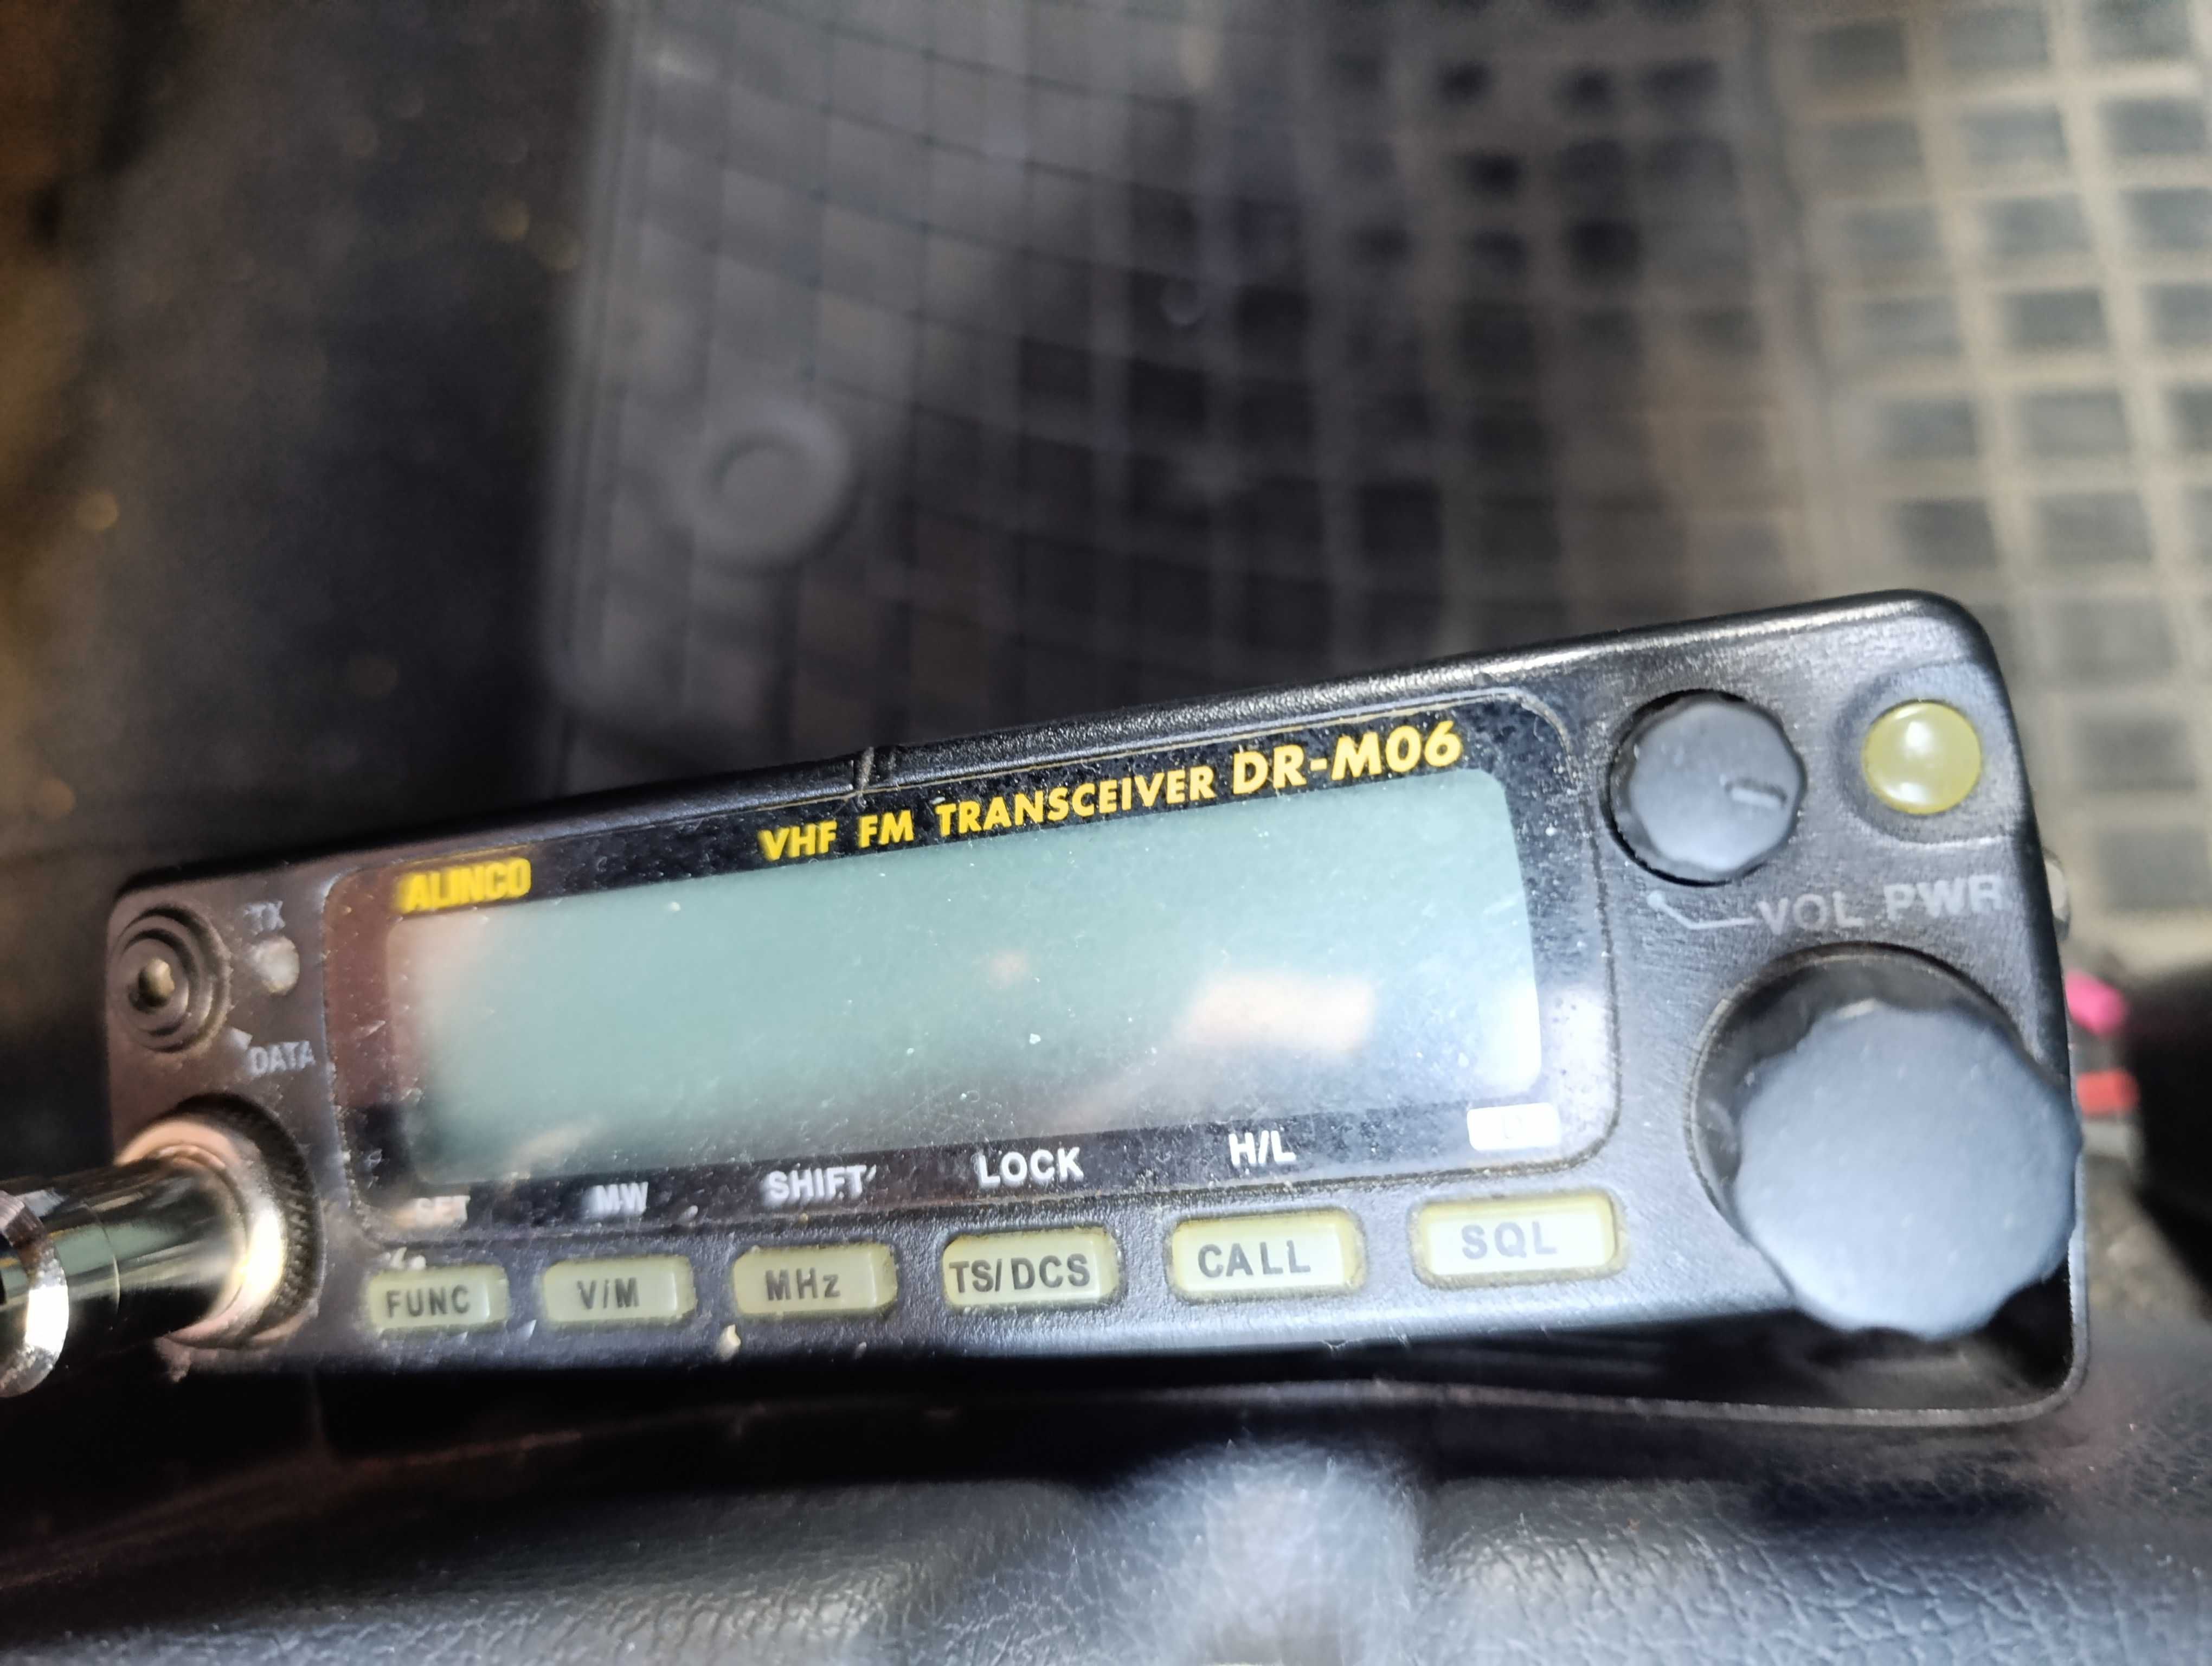 VHF FM TRANSCEIVER DR-M06
ALINCO
TX
VOL PWR
DATA
SET MW SHIFT LOCK H/L
FUNC V/M MHz TS/DCS CALL SQL